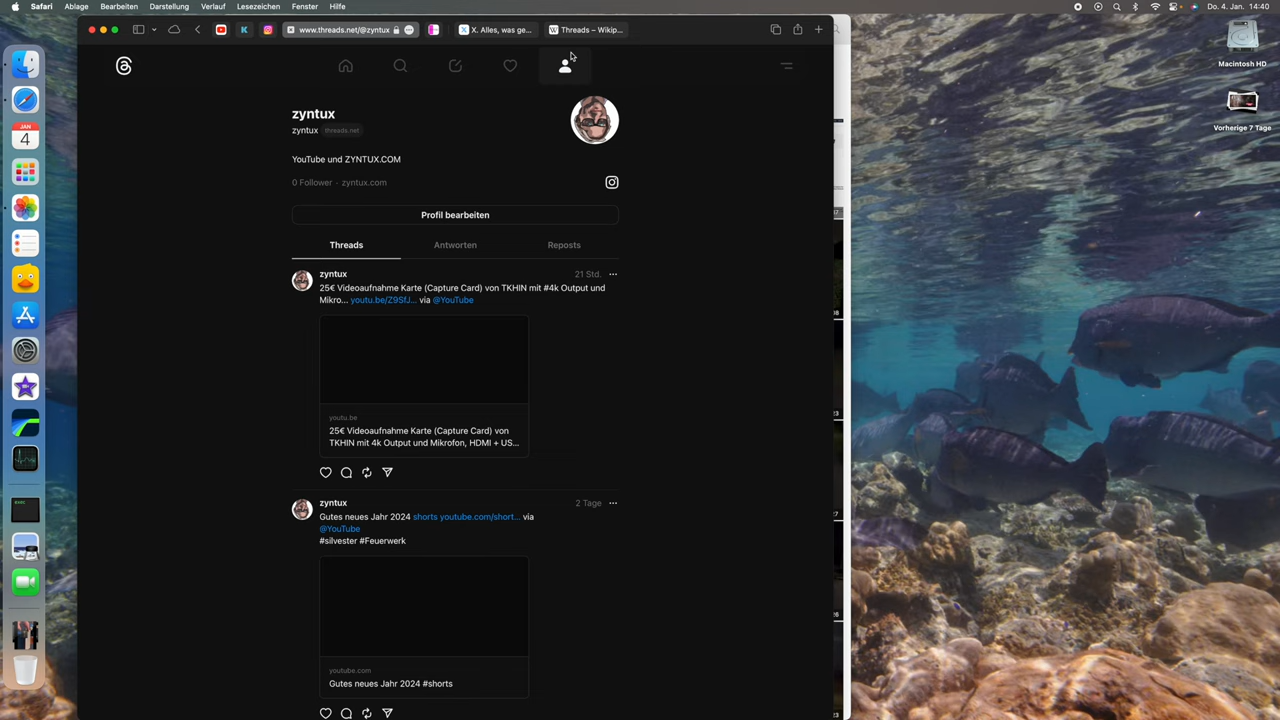 Safari Ablage Bearbeiten Darstellung Verlauf Lesezeichen Fenster Hilfe
Do. 4. Jan. 14:40
www.threads.net/@zyntux
X. Alles, was ge...
Threads – Wikip...
JAN
4
Macintosh HD
Vorherige 7 Tage
zyntux
zyntux threads.net
YouTube und ZYNTUX.COM
0 Follower · zyntux.com
Profil bearbeiten
Threads Antworten Reposts
zyntux 21 Std.
25€ Videoaufnahme Karte (Capture Card) von TKHIN mit #4k Output und
Mikro... youtu.be/Z9SfJ... via @YouTube
youtu.be
25€ Videoaufnahme Karte (Capture Card) von
TKHIN mit 4k Output und Mikrofon, HDMI + US...
zyntux 2 Tage
Gutes neues Jahr 2024 shorts youtube.com/short... via
@YouTube
#silvester #Feuerwerk
youtube.com
Gutes neues Jahr 2024 #shorts